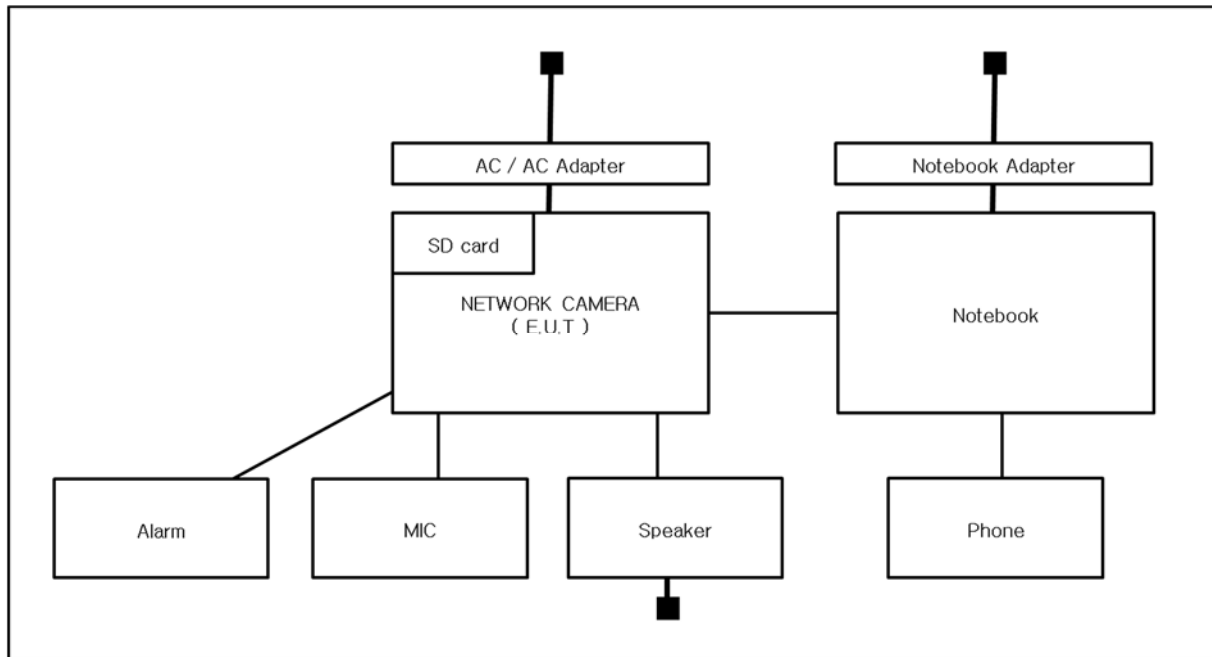 AC / AC Adapter
Notebook Adapter
SD card
NETWORK CAMERA
( E.U.T )
Notebook
Alarm
MIC
Speaker
Phone